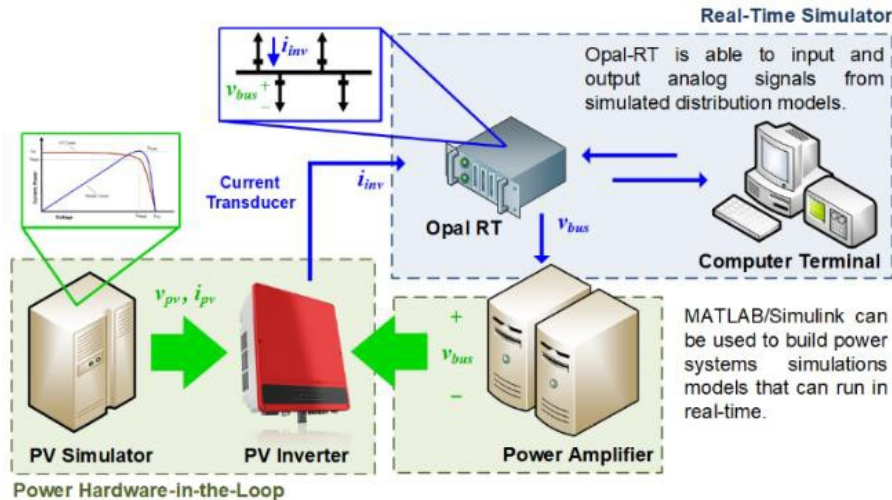 Real-Time Simulator
i_inv
v_bus
+
−
Opal-RT is able to input and
output analog signals from
simulated distribution models.
Current
Transducer
i_inv
Opal RT
v_bus
Computer Terminal
Voltage
v_pv, i_pv
+
v_bus
−
MATLAB/Simulink can
be used to build power
systems simulations
models that can run in
real-time.
PV Simulator
PV Inverter
Power Amplifier
Power Hardware-in-the-Loop